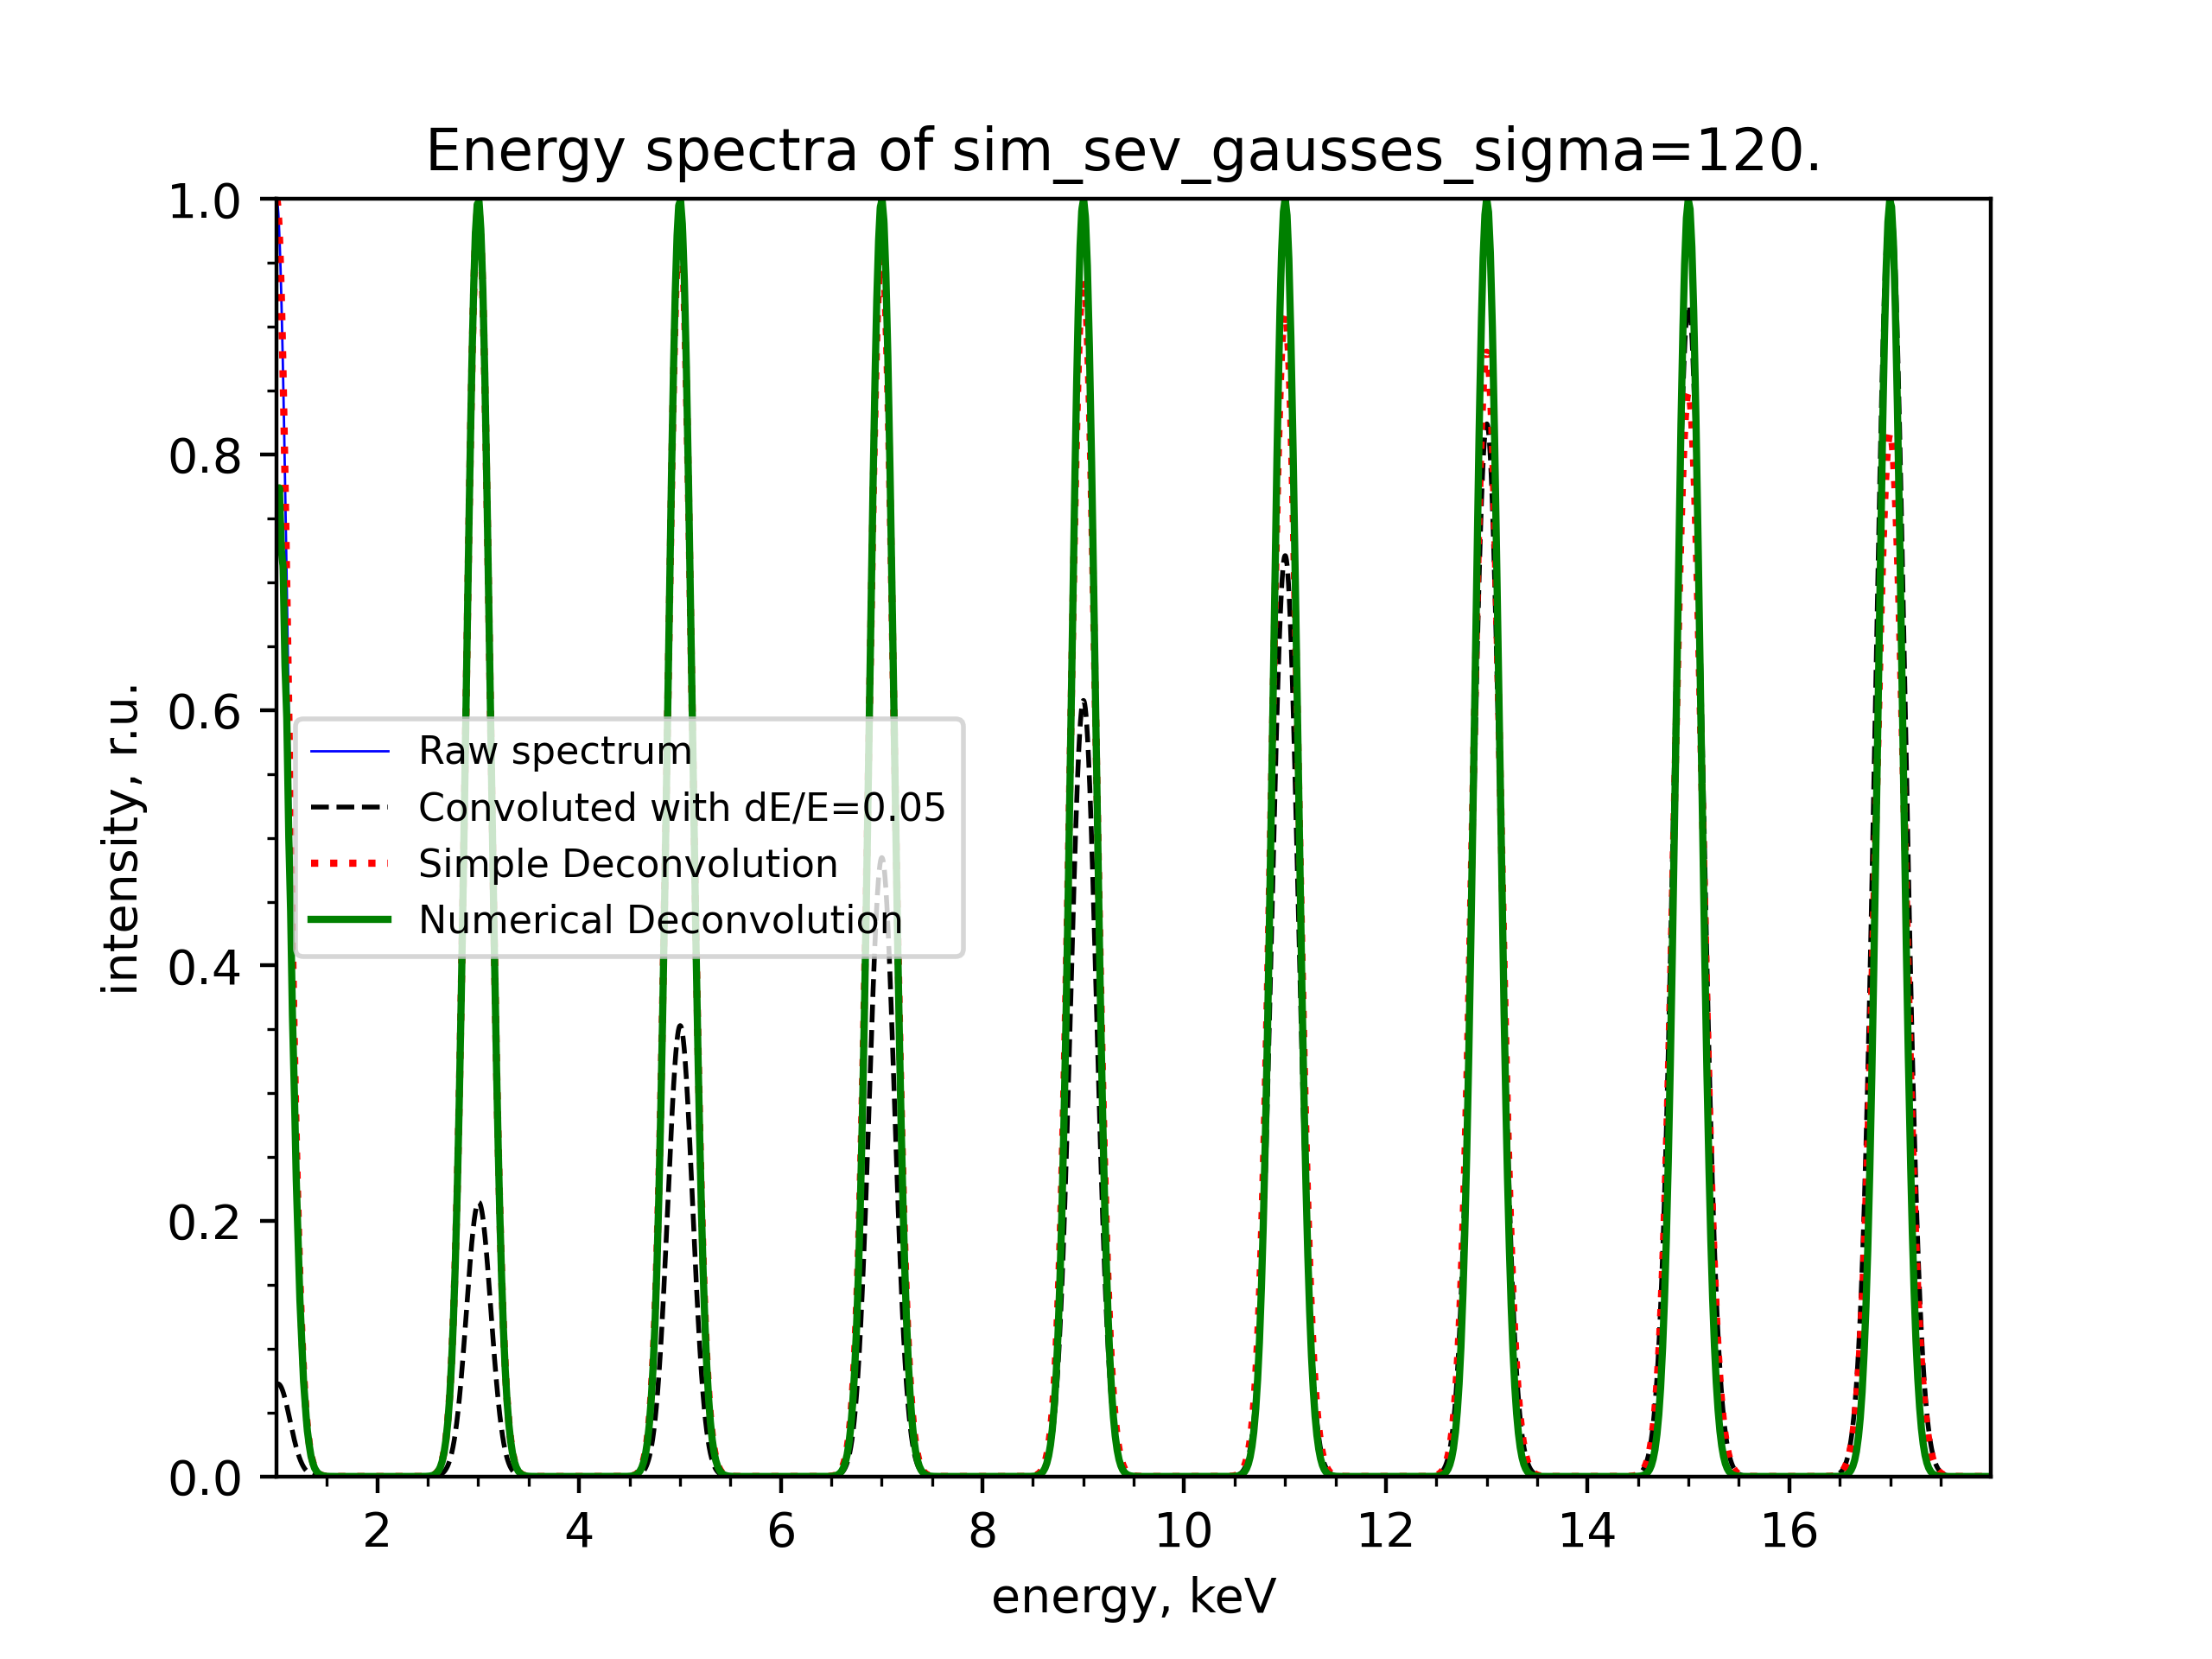 Energy spectra of sim_sev_gausses_sigma=120.
1.0
0.8
0.6
0.4
0.2
0.0
intensity, r.u.
Raw spectrum
Convoluted with dE/E=0.05
Simple Deconvolution
Numerical Deconvolution
2 4 6 8 10 12 14 16
energy, keV